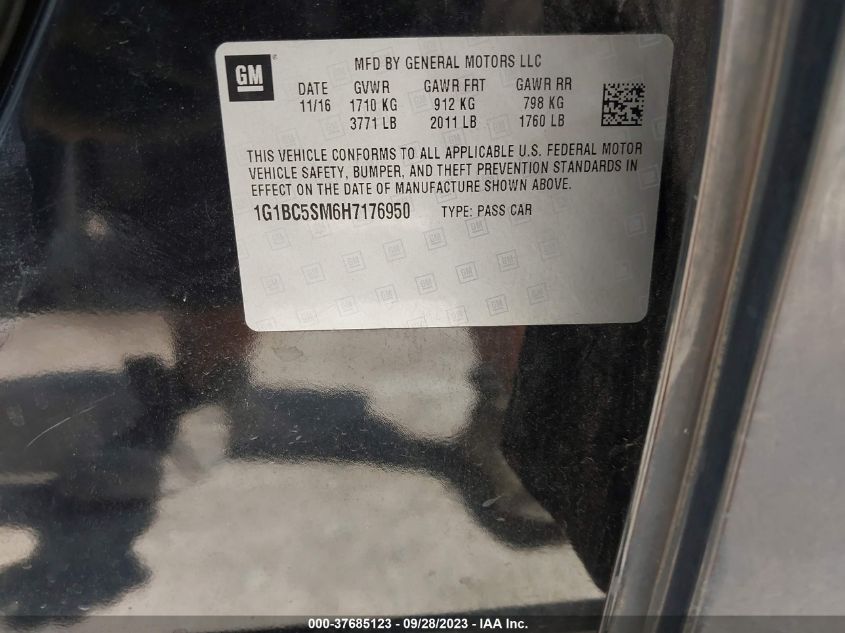 GM
MFD BY GENERAL MOTORS LLC
DATE GVWR GAWR FRT GAWR RR
11/16 1710 KG 912 KG 798 KG
3771 LB 2011 LB 1760 LB
THIS VEHICLE CONFORMS TO ALL APPLICABLE U.S. FEDERAL MOTOR
VEHICLE SAFETY, BUMPER, AND THEFT PREVENTION STANDARDS IN
EFFECT ON THE DATE OF MANUFACTURE SHOWN ABOVE.
1G1BC5SM6H7176950 TYPE: PASS CAR
000-37685123 - 09/28/2023 - IAA Inc.